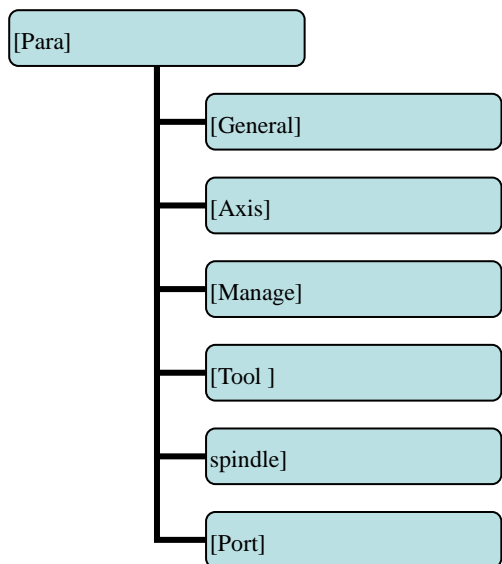 [Para]
[General]
[Axis]
[Manage]
[Tool ]
spindle]
[Port]